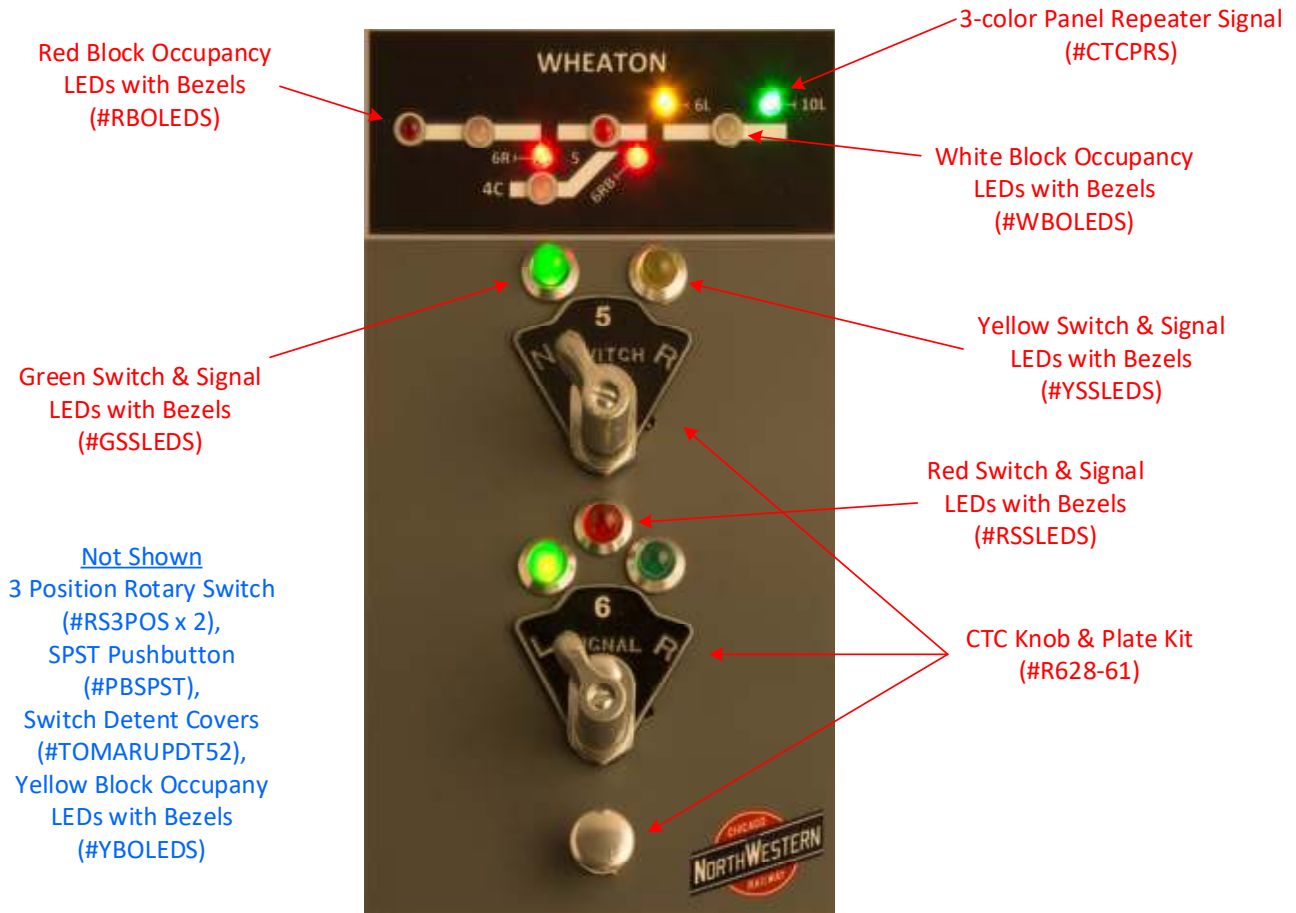 Red Block Occupancy
LEDs with Bezels
(#RBOLEDS)
3-color Panel Repeater Signal
(#CTCPRS)
WHEATON
6L
10L
6R
5
4C
6RB
White Block Occupancy
LEDs with Bezels
(#WBOLEDS)
Green Switch & Signal
LEDs with Bezels
(#GSSLEDS)
5
N WITCH R
Yellow Switch & Signal
LEDs with Bezels
(#YSSLEDS)
Red Switch & Signal
LEDs with Bezels
(#RSSLEDS)
Not Shown
3 Position Rotary Switch
(#RS3POS x 2),
SPST Pushbutton
(#PBSPST),
Switch Detent Covers
(#TOMARUPDT52),
Yellow Block Occupany
LEDs with Bezels
(#YBOLEDS)
6
L IGNAL R
CTC Knob & Plate Kit
(#R628-61)
CHICAGO
NORTHWESTERN
RAILWAY